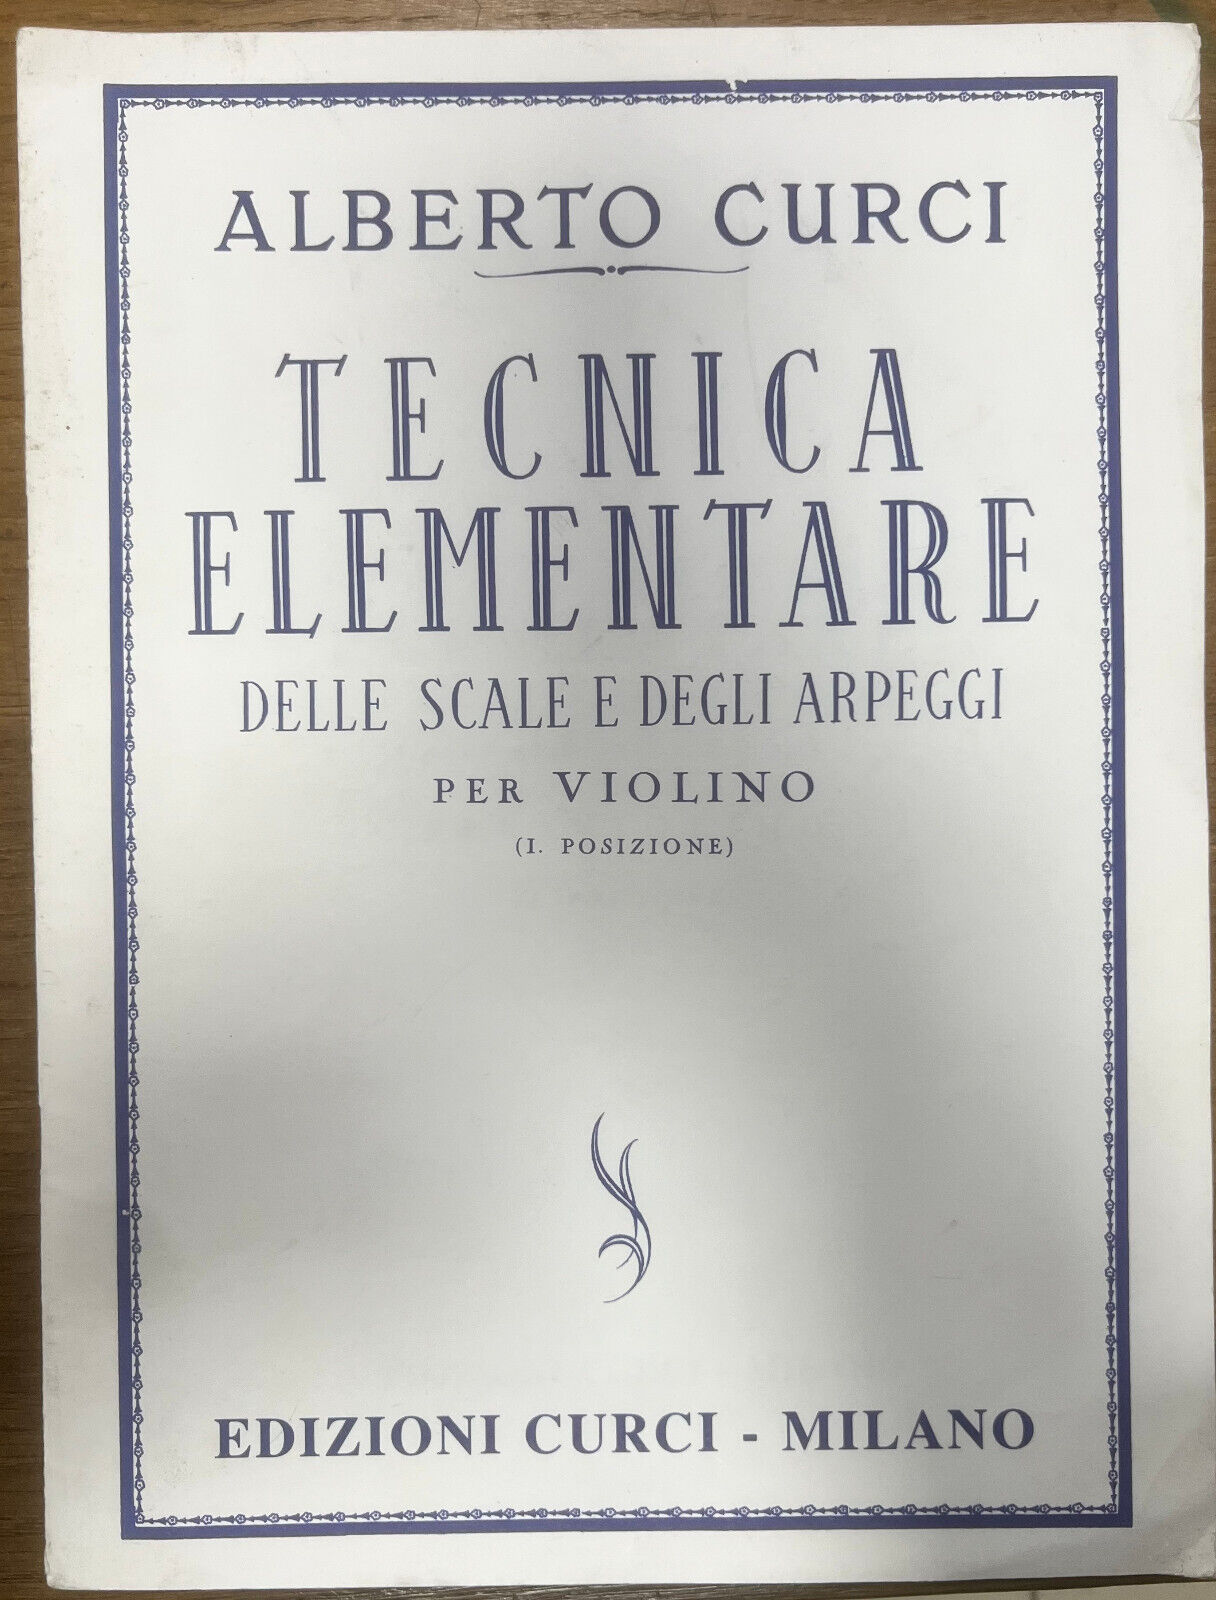 ALBERTO CURCI
TECNICA
ELEMENTARE
DELLE SCALE E DEGLI ARPEGGI
PER VIOLINO
(I. POSIZIONE)
EDIZIONI CURCI - MILANO